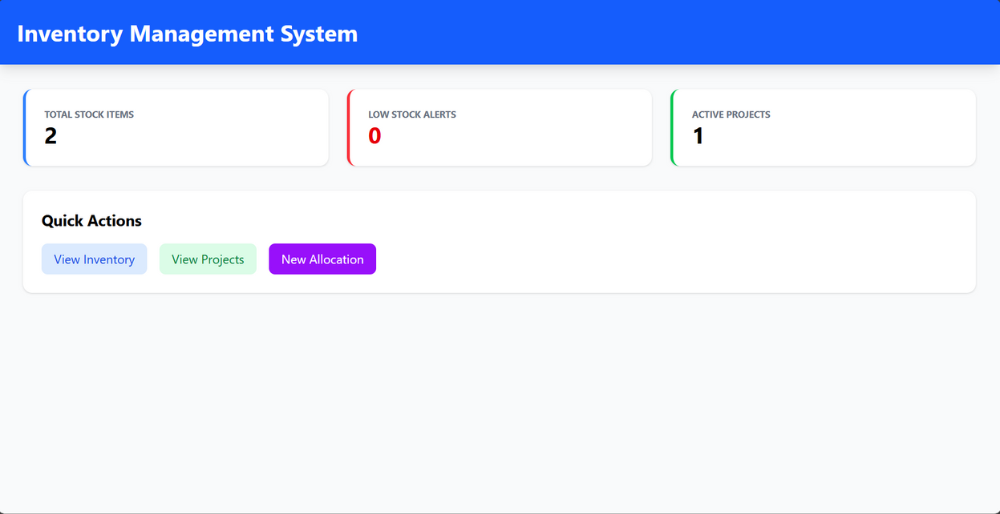 Inventory Management System
TOTAL STOCK ITEMS
2
LOW STOCK ALERTS
0
ACTIVE PROJECTS
1
Quick Actions
View Inventory
View Projects
New Allocation